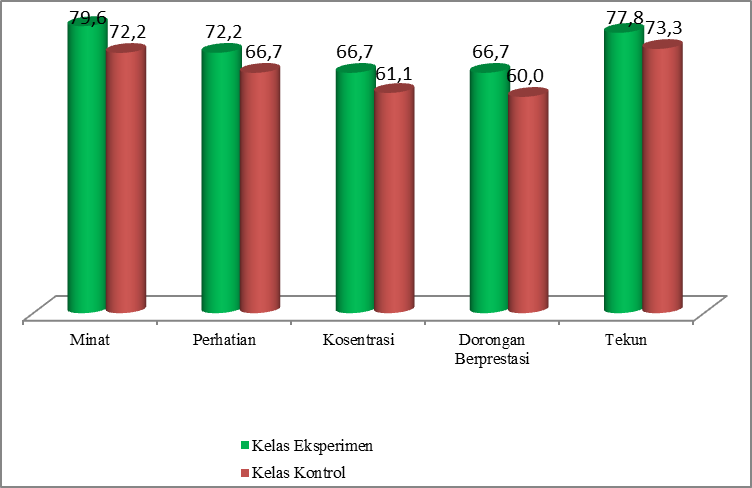 79,6 72,2 72,2 66,7 66,7 61,1 66,7 60,0 77,8 73,3
Minat Perhatian Kosentrasi Dorongan Berprestasi Tekun
Kelas Eksperimen
Kelas Kontrol